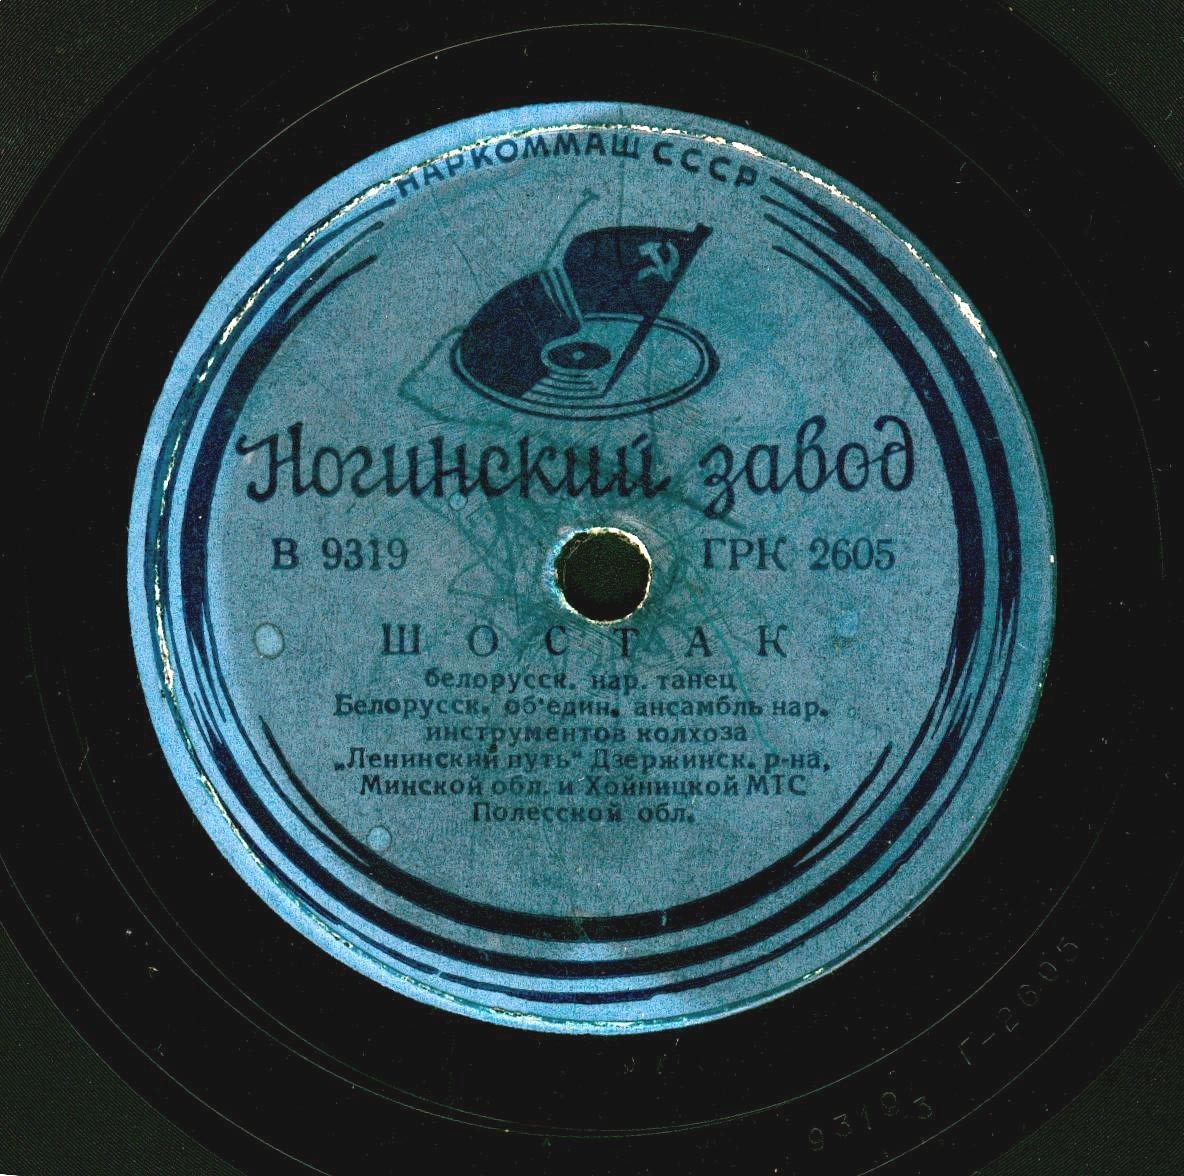 НАРКОММАШ СССР
Ногинский завод
В 9319 ГРК 2605
ШОСТАК
белорусск. нар. танец
Белорусск. об'един. ансамбль нар.
инструментов колхоза
„Ленинский путь" Дзержинск. р-на,
Минской обл. и Хойницкой МТС
Полесской обл.
Г-2605